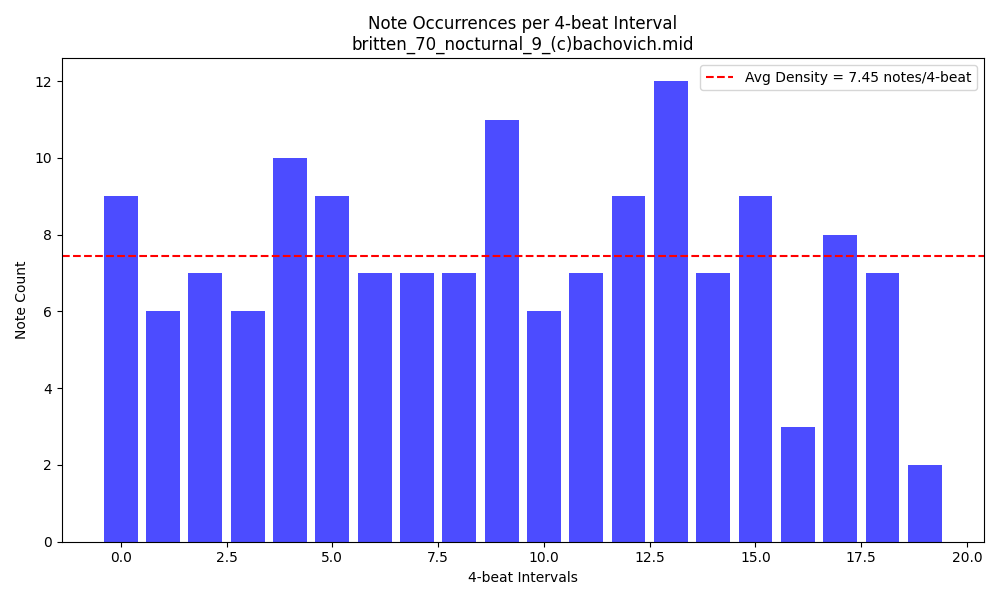 Note Occurrences per 4-beat Interval
britten_70_nocturnal_9_(c)bachovich.mid
Avg Density = 7.45 notes/4-beat
Note Count
12
10
8
6
4
2
0
0.0 2.5 5.0 7.5 10.0 12.5 15.0 17.5 20.0
4-beat Intervals